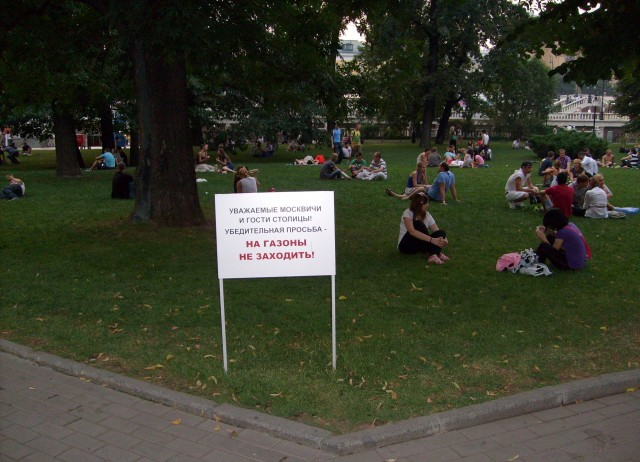 УВАЖАЕМЫЕ МОСКВИЧИ
И ГОСТИ СТОЛИЦЫ!
УБЕДИТЕЛЬНАЯ ПРОСЬБА -
НА ГАЗОНЫ
НЕ ЗАХОДИТЬ!